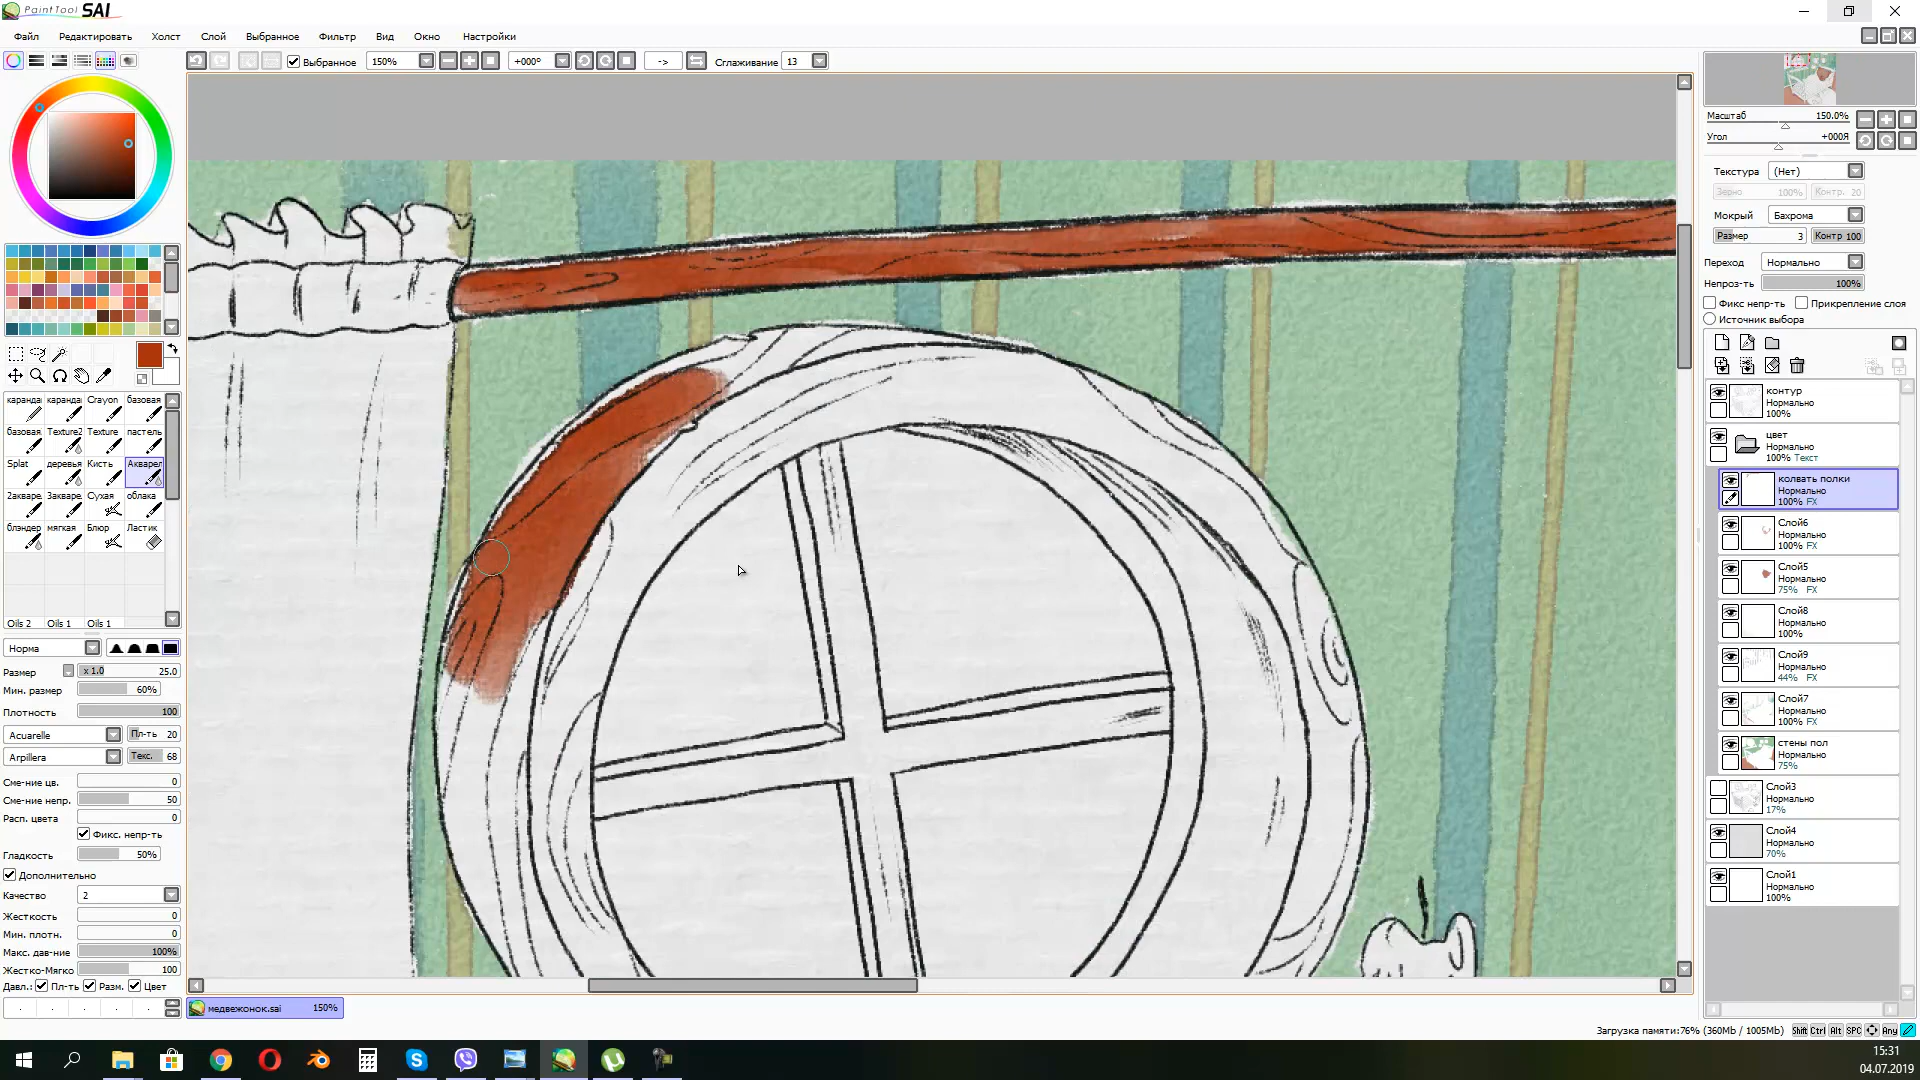 PaintTool SAI
Файл Редактировать Холст Слой Выбранное Фильтр Вид Окно Настройки
Выбранное 150% +000° -> Сглаживание 13
Масштаб 150.0%
Угол +000Я
Текстура (Нет)
Зерно 100% Контр. 20
Мокрый Бахрома
Размер 3 Контр 100
Переход Нормально
Непроз-ть 100%
Фикс непр-ть Прикрепление слоя
Источник выбора
контур
Нормально
100%
цвет
Нормально
100% Текст
колвать полки
Нормально
100% FX
Слой6
Нормально
100% FX
Слой5
Нормально
75% FX
Слой8
Нормально
100%
Слой9
Нормально
44% FX
Слой7
Нормально
100% FX
стены пол
Нормально
75%
Слой3
Нормально
17%
Слой4
Нормально
70%
Слой1
Нормально
100%
каранда каранда Crayon базовая
базовая Texture2 Texture пастель
Splat деревья Кисть Акварел
2акваре. 3акваре. Сухая облака
блэндер мягкая Блюр Ластик
Oils 2 Oils 1 Oils 1
Норма
Размер x 1.0 25.0
Мин. размер 60%
Плотность 100
Acuarelle Пл-ть 20
Arpillera Текс. 68
Сме-ние цв. 0
Сме-ние непр. 50
Расп. цвета 0
Фикс. непр-ть
Гладкость 50%
Дополнительно
Качество 2
Жесткость 0
Мин. плотн. 0
Макс. дав-ние 100%
Жестко-Мягко 100
Давл.: Пл-ть Разм. Цвет
медвежонок.sai 150%
Загрузка памяти:76% (360Mb / 1005Mb) Shift Ctrl Alt SPC Any
15:31
04.07.2019